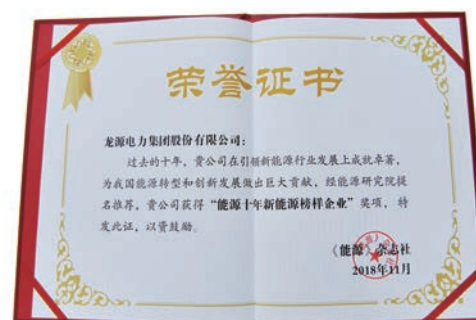 荣誉证书
龙源电力集团股份有限公司：
过去的十年，贵公司在引领新能源行业发展上成就卓著，
为我国能源转型和创新发展做出巨大贡献，经能源研究院提
名推荐，贵公司获得“能源十年新能源榜样企业”奖项，特
发此证，以资鼓励。
《能源》杂志社
2018年11月